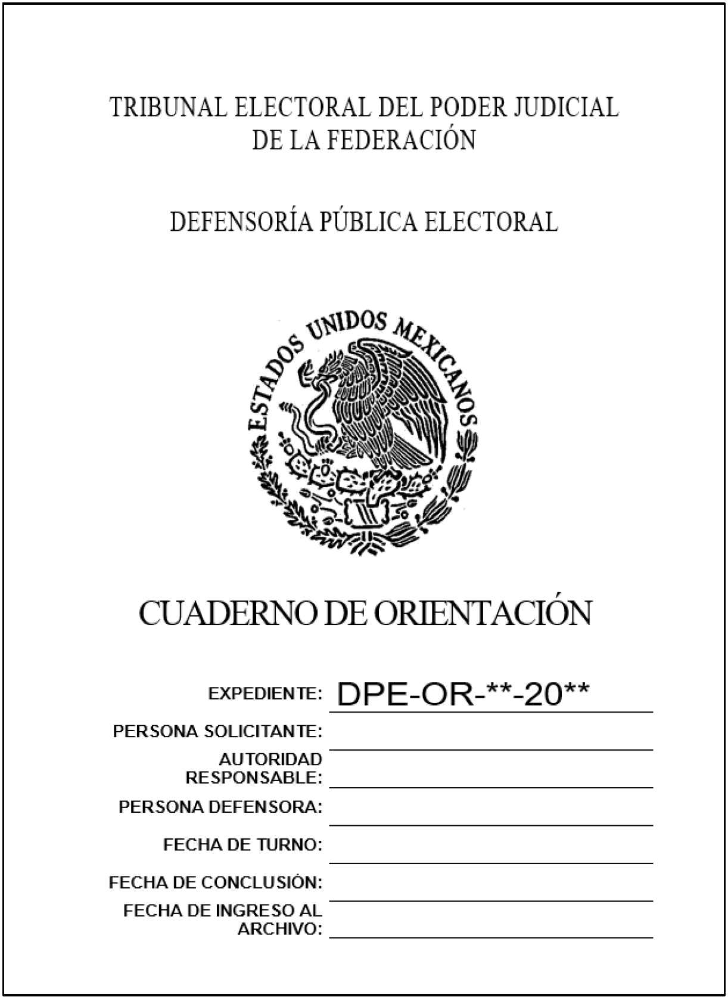 TRIBUNAL ELECTORAL DEL PODER JUDICIAL
DE LA FEDERACIÓN
DEFENSORÍA PÚBLICA ELECTORAL
ESTADOS UNIDOS MEXICANOS
CUADERNO DE ORIENTACIÓN
EXPEDIENTE: DPE-OR-**-20**
PERSONA SOLICITANTE:
AUTORIDAD
RESPONSABLE:
PERSONA DEFENSORA:
FECHA DE TURNO:
FECHA DE CONCLUSIÓN:
FECHA DE INGRESO AL
ARCHIVO: